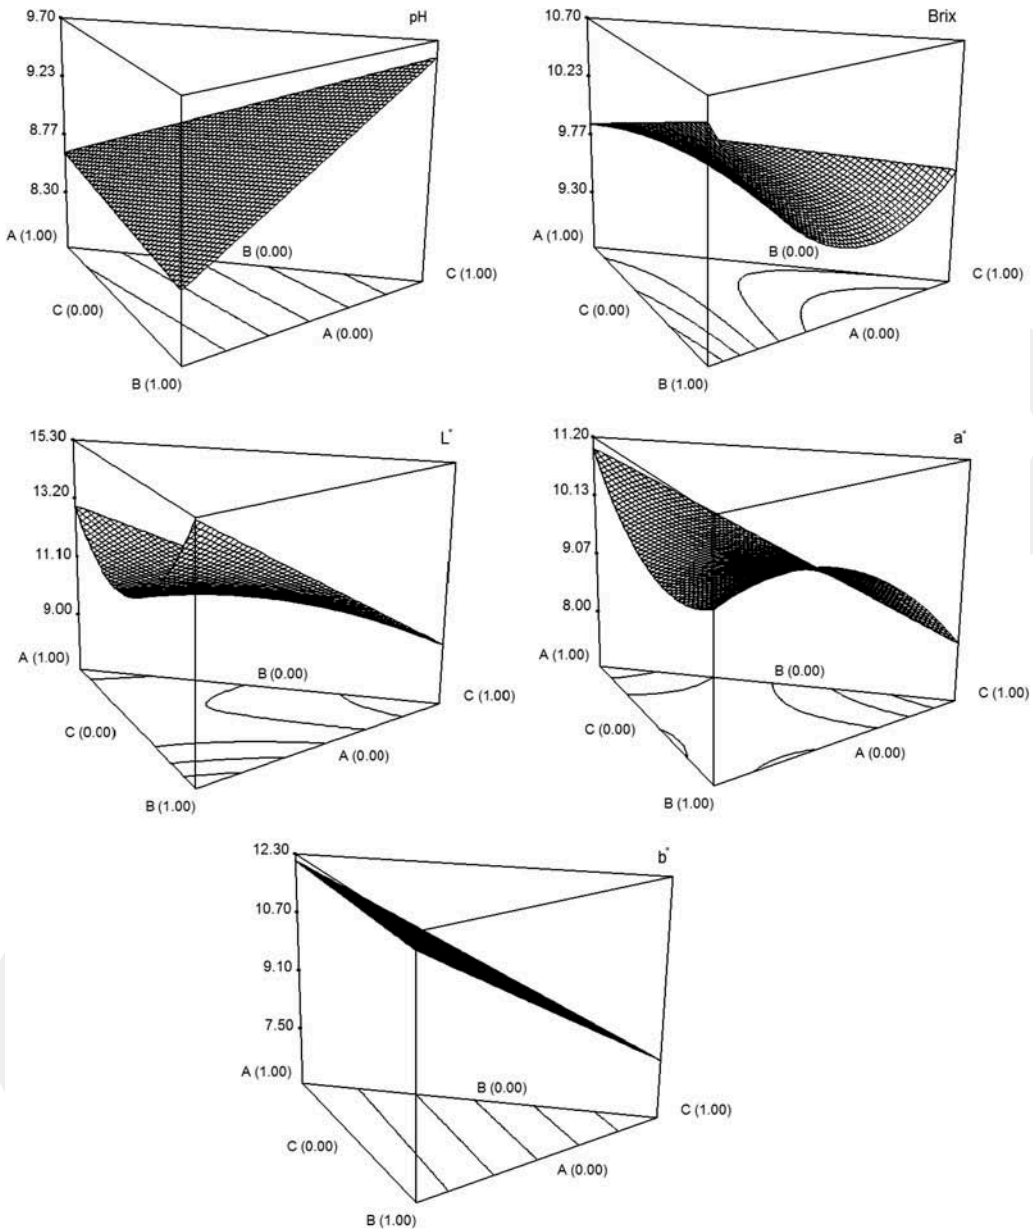 9.70
pH
9.23
8.77
8.30
A (1.00)
B (0.00)
C (1.00)
C (0.00)
A (0.00)
B (1.00)
10.70
Brix
10.23
9.77
9.30
A (1.00)
B (0.00)
C (1.00)
C (0.00)
A (0.00)
B (1.00)
15.30
L*
13.20
11.10
9.00
A (1.00)
B (0.00)
C (1.00)
C (0.00)
A (0.00)
B (1.00)
11.20
a*
10.13
9.07
8.00
A (1.00)
B (0.00)
C (1.00)
C (0.00)
A (0.00)
B (1.00)
12.30
b*
10.70
9.10
7.50
A (1.00)
B (0.00)
C (1.00)
C (0.00)
A (0.00)
B (1.00)